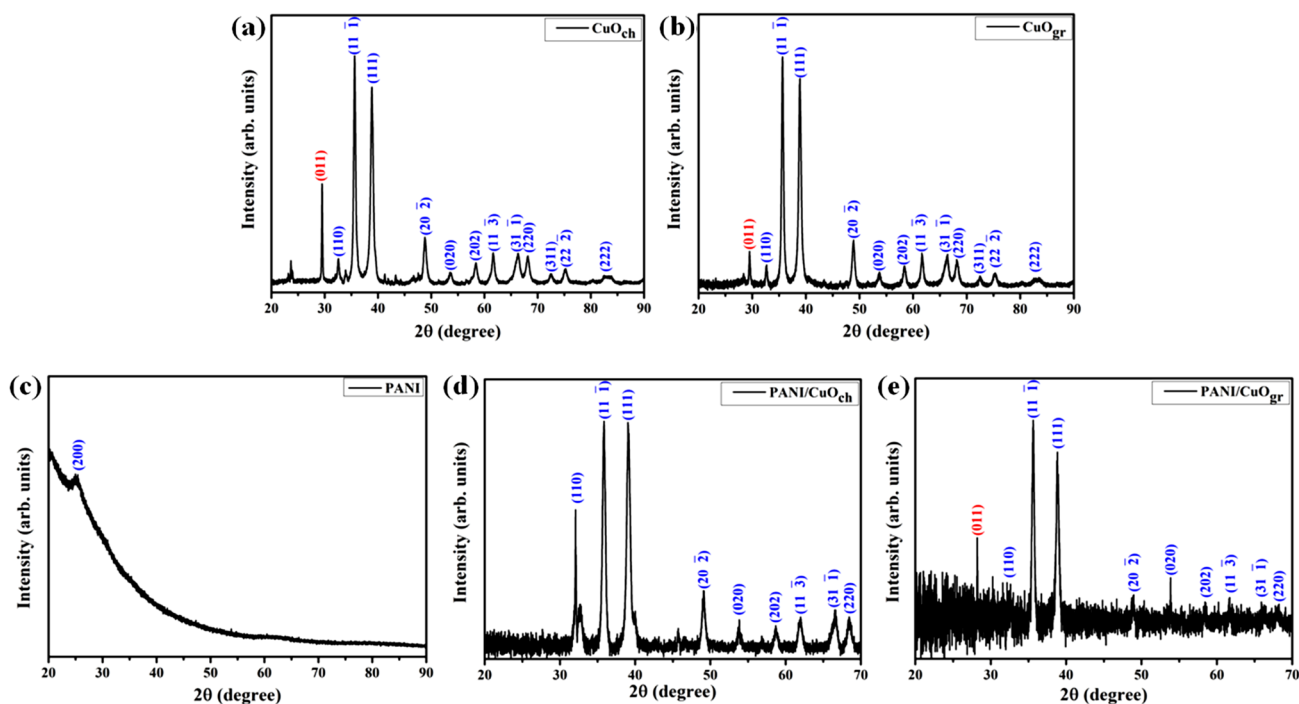 (a)
CuOch
(011)
(110)
(11 1̅)
(111)
(20 2̅)
(020)
(202)
(11 3̅)
(31 1̅)
(220)
(311)
(22 2̅)
(222)
Intensity (arb. units)
20 30 40 50 60 70 80 90
2θ (degree)
(b)
CuOgr
(011)
(110)
(11 1̅)
(111)
(20 2̅)
(020)
(202)
(11 3̅)
(31 1̅)
(220)
(311)
(22 2̅)
(222)
Intensity (arb. units)
20 30 40 50 60 70 80 90
2θ (degree)
(c)
PANI
(200)
Intensity (arb. units)
20 30 40 50 60 70 80 90
2θ (degree)
(d)
PANI/CuOch
(110)
(11 1̅)
(111)
(20 2̅)
(020)
(202)
(11 3̅)
(31 1̅)
(220)
Intensity (arb. units)
20 30 40 50 60 70
2θ (degree)
(e)
PANI/CuOgr
(011)
(110)
(11 1̅)
(111)
(20 2̅)
(020)
(202)
(11 3̅)
(31 1̅)
(220)
Intensity (arb. units)
20 30 40 50 60 70
2θ (degree)